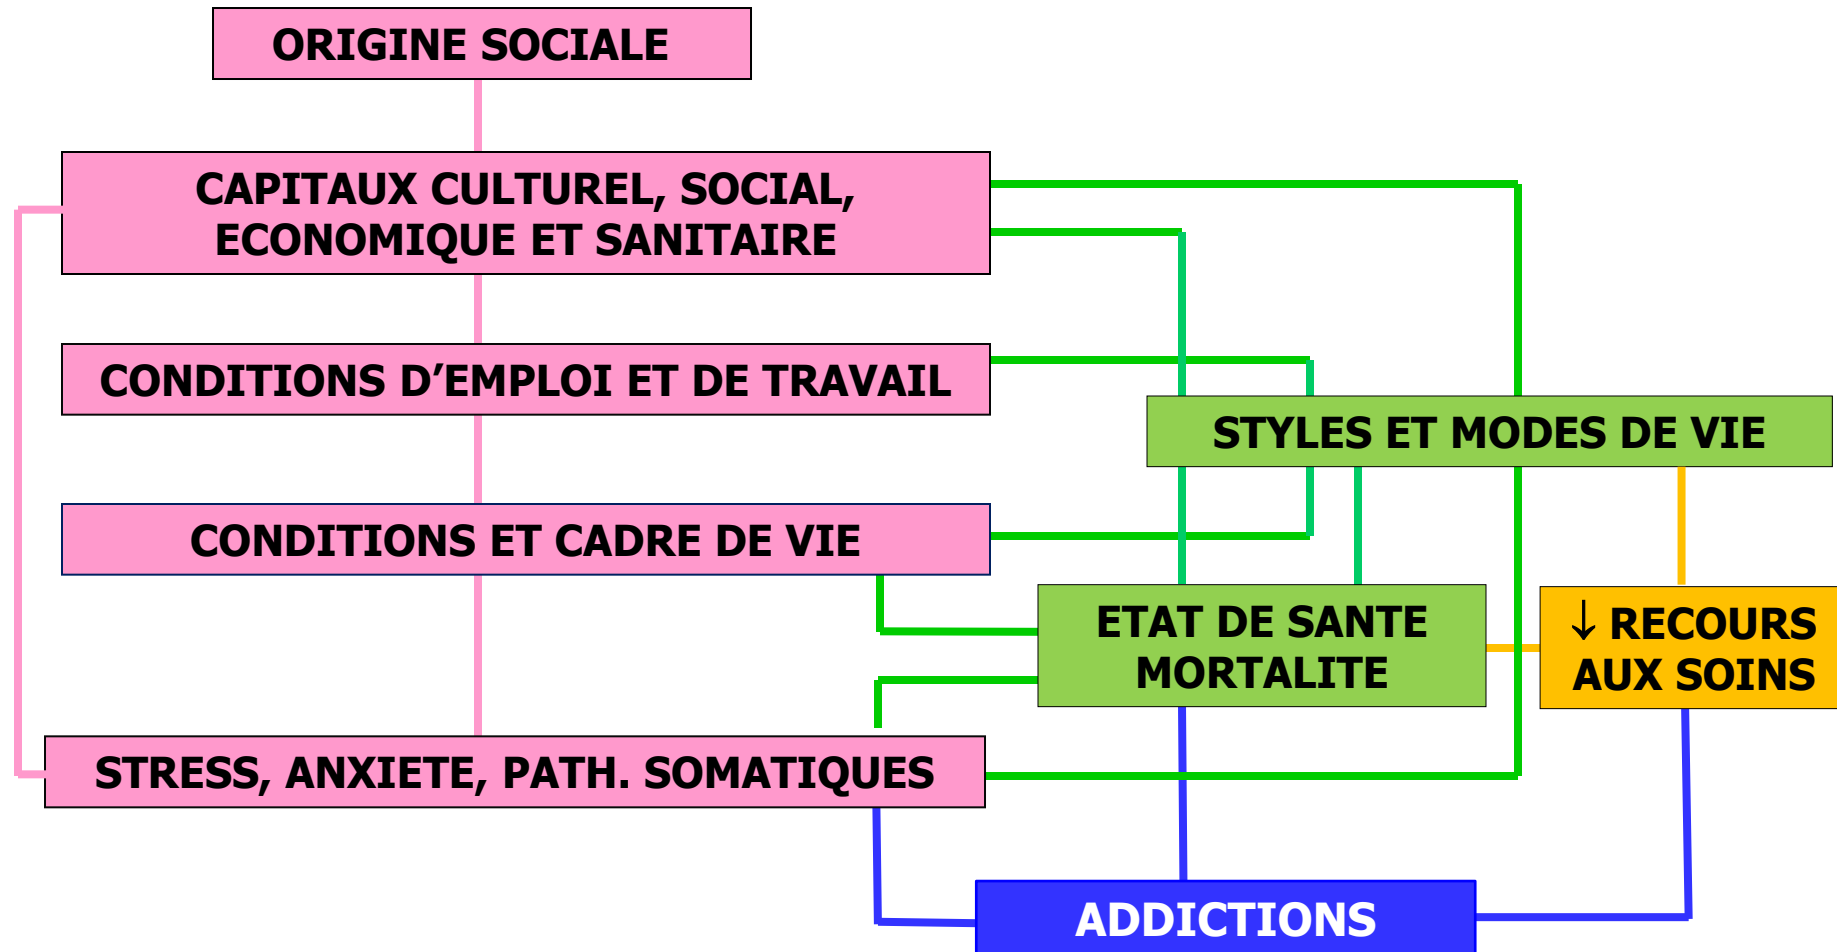 ORIGINE SOCIALE
CAPITAUX CULTUREL, SOCIAL,
ECONOMIQUE ET SANITAIRE
CONDITIONS D’EMPLOI ET DE TRAVAIL
STYLES ET MODES DE VIE
CONDITIONS ET CADRE DE VIE
ETAT DE SANTE
MORTALITE
↓ RECOURS
AUX SOINS
STRESS, ANXIETE, PATH. SOMATIQUES
ADDICTIONS